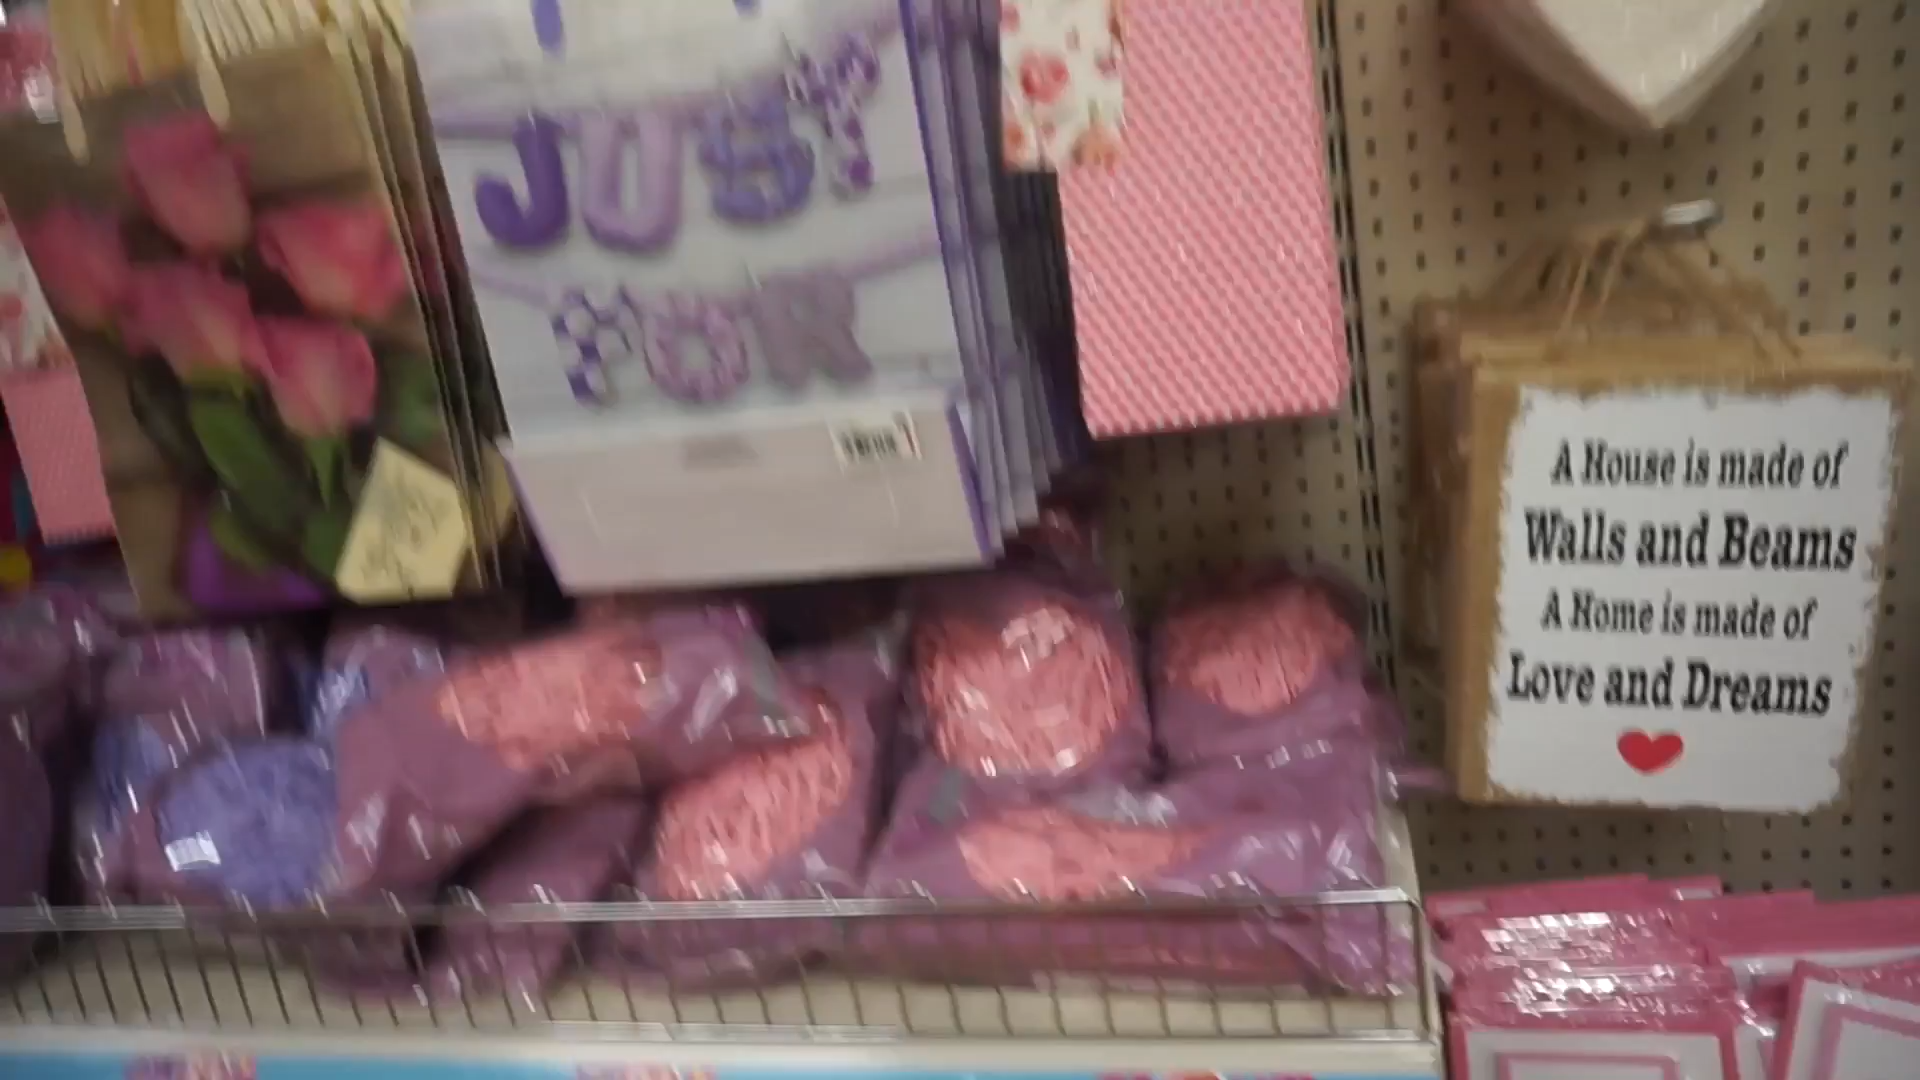 JUST
FOR
A House is made of
Walls and Beams
A Home is made of
Love and Dreams